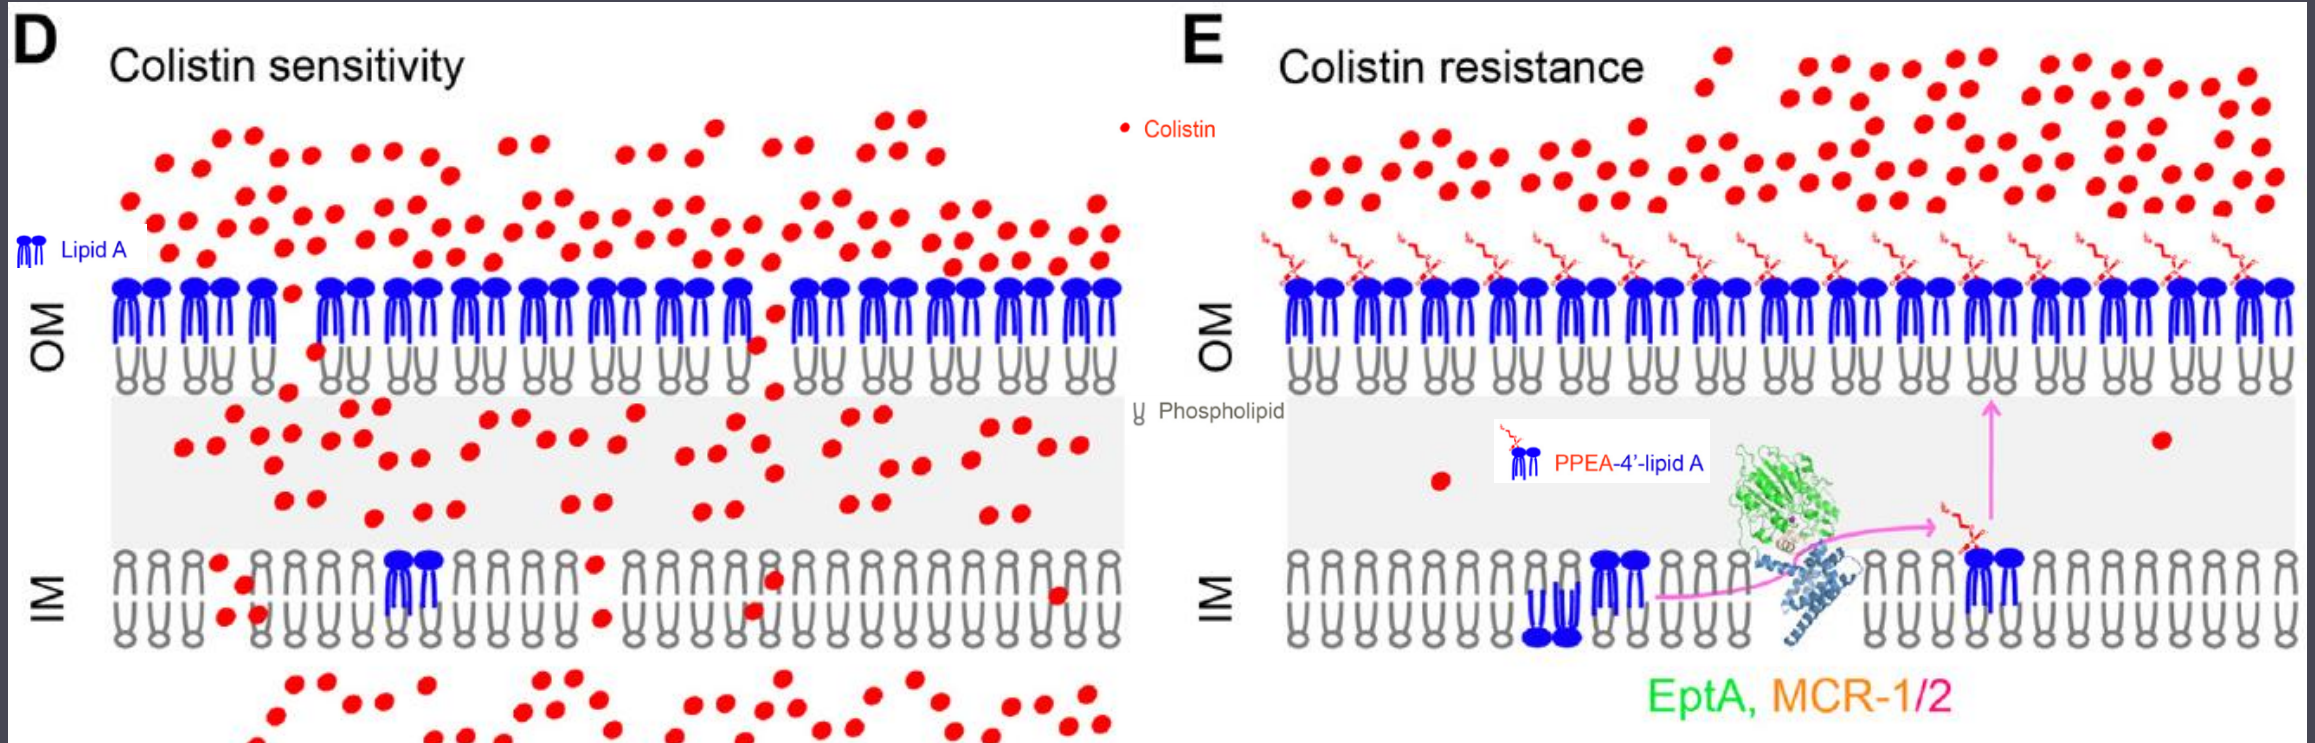 D
Colistin sensitivity
Colistin
Lipid A
OM
Phospholipid
IM
E
Colistin resistance
OM
PPEA-4’-lipid A
IM
EptA, MCR-1/2